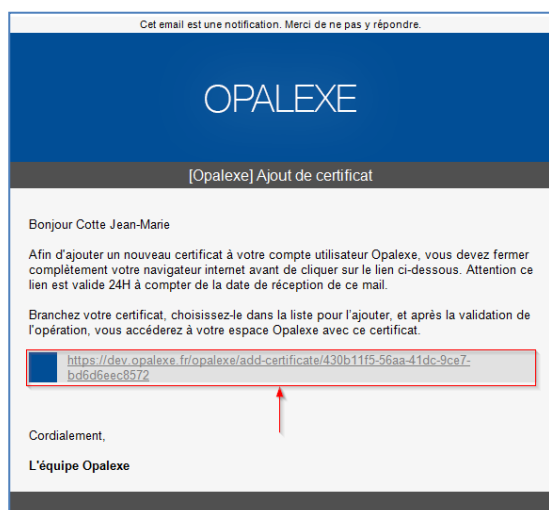 Cet email est une notification. Merci de ne pas y répondre.
OPALEXE
[Opalexe] Ajout de certificat
Bonjour Cotte Jean-Marie
Afin d'ajouter un nouveau certificat à votre compte utilisateur Opalexe, vous devez fermer
complètement votre navigateur internet avant de cliquer sur le lien ci-dessous. Attention ce
lien est valide 24H à compter de la date de réception de ce mail.
Branchez votre certificat, choisissez-le dans la liste pour l'ajouter, et après la validation de
l'opération, vous accéderez à votre espace Opalexe avec ce certificat.
https://dev.opalexe.fr/opalexe/add-certificate/430b11f5-56aa-41dc-9ce7-
bd6d6eec8572
Cordialement,
L'équipe Opalexe